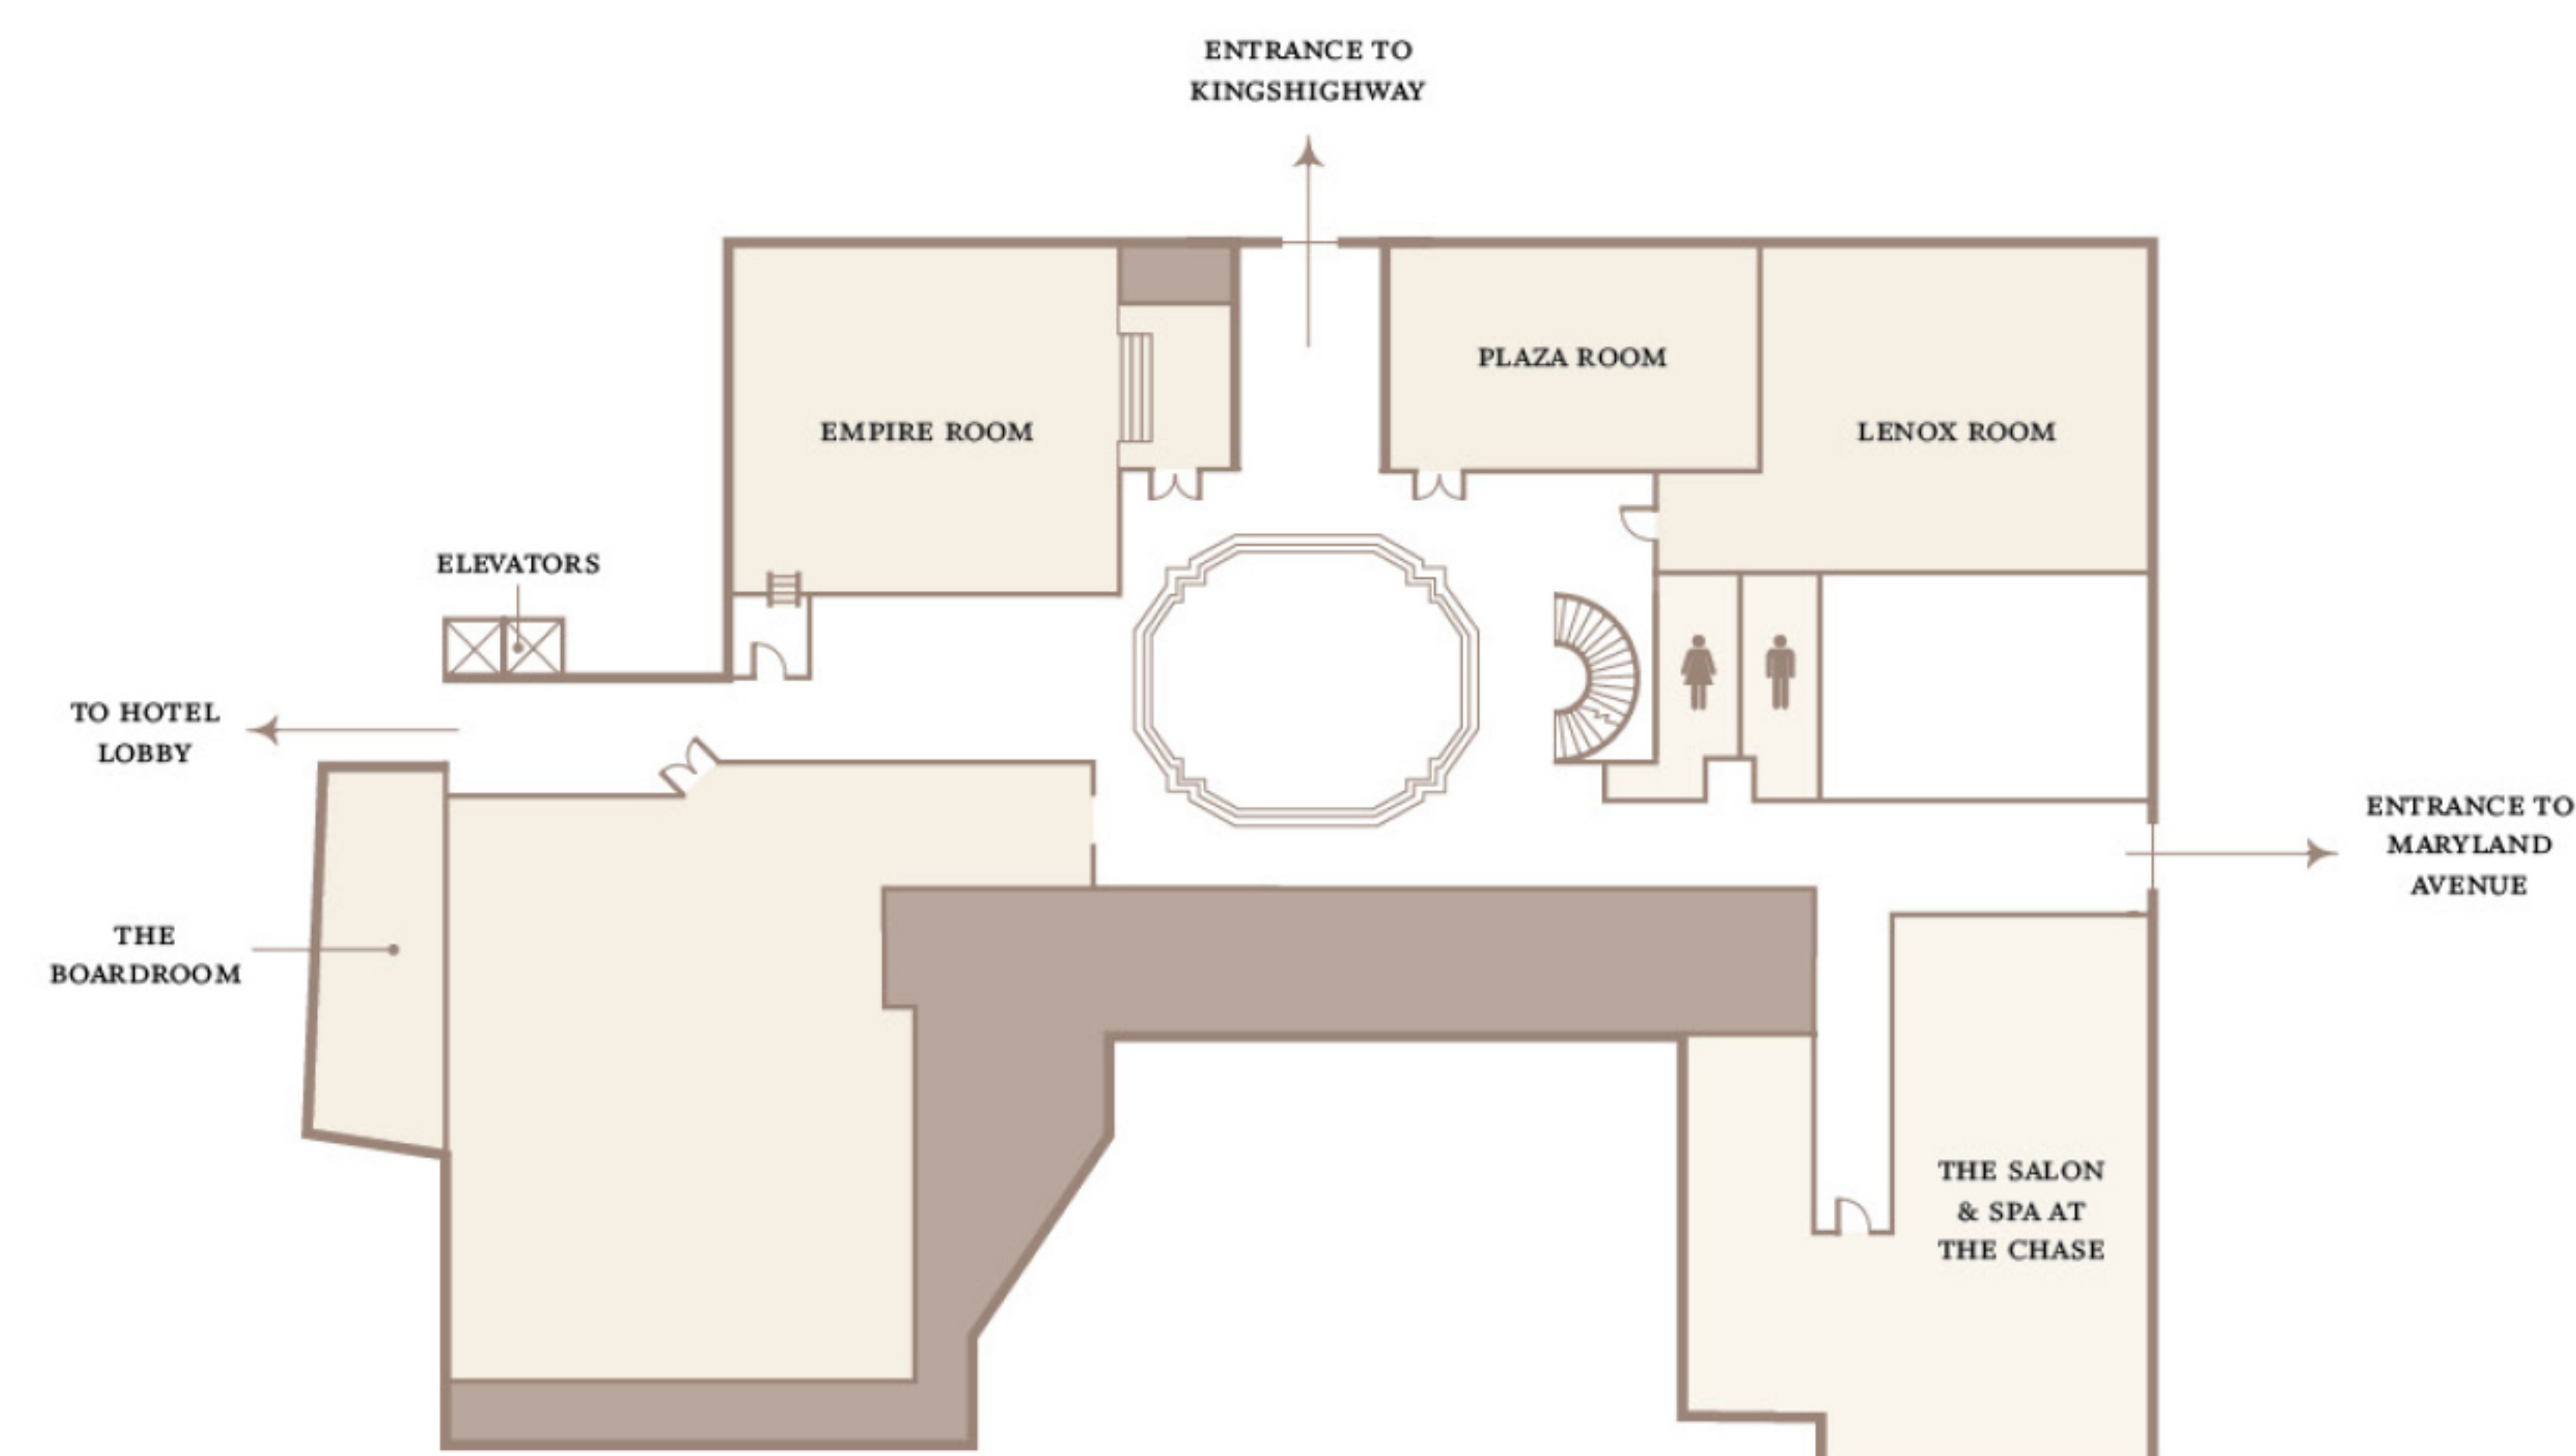 ENTRANCE TO
KINGSHIGHWAY
PLAZA ROOM
EMPIRE ROOM
LENOX ROOM
ELEVATORS
TO HOTEL
LOBBY
ENTRANCE TO
MARYLAND
AVENUE
THE
BOARDROOM
THE SALON
& SPA AT
THE CHASE